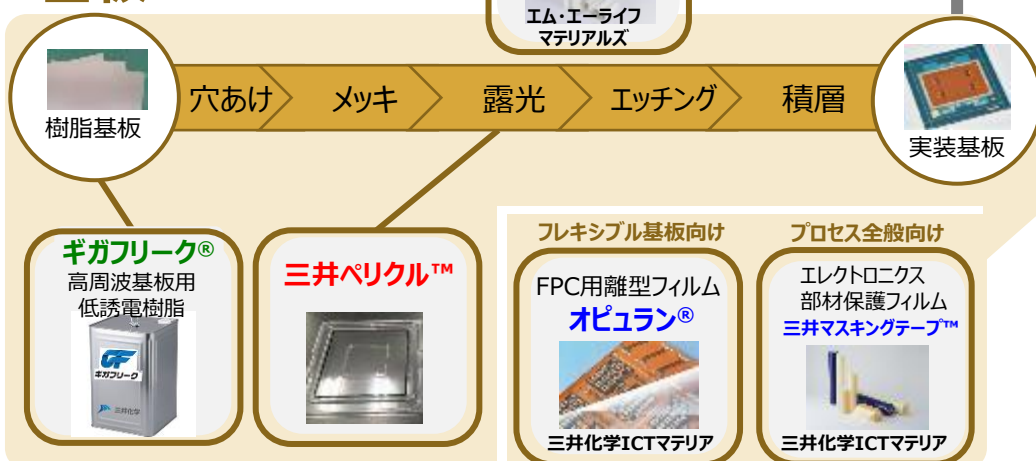 エム・エーライフ
マテリアルズ
樹脂基板
穴あけ
メッキ
露光
エッチング
積層
実装基板
ギガフリーク®
高周波基板用
低誘電樹脂
GF
ギガフリーク
三井化学
三井ペリクル™
フレキシブル基板向け
FPC用離型フィルム
オピュラン®
三井化学ICTマテリア
プロセス全般向け
エレクトロニクス
部材保護フィルム
三井マスキングテープ™
三井化学ICTマテリア